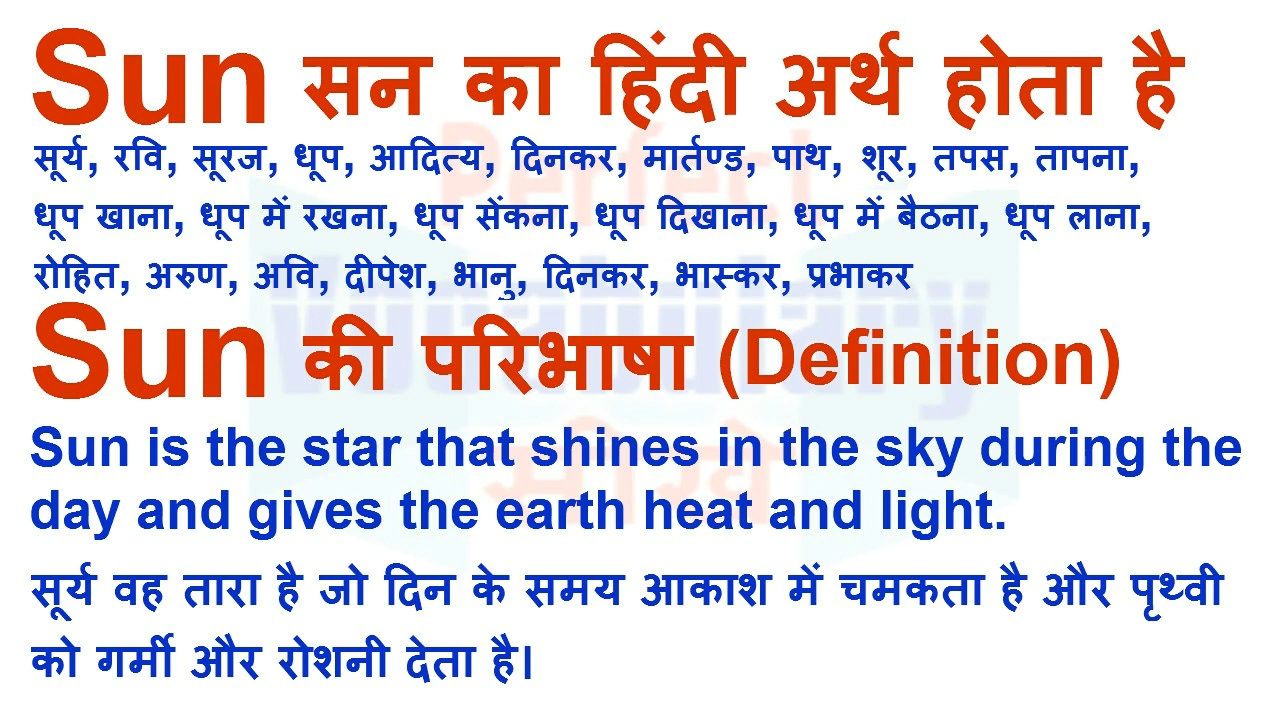 Sun सन का हिंदी अर्थ होता है
सूर्य, रवि, सूरज, धूप, आदित्य, दिनकर, मार्तण्ड, पाथ, शूर, तपस, तापना,
धूप खाना, धूप में रखना, धूप सेंकना, धूप दिखाना, धूप में बैठना, धूप लाना,
रोहित, अरुण, अवि, दीपेश, भानु, दिनकर, भास्कर, प्रभाकर
Sun की परिभाषा (Definition)
Sun is the star that shines in the sky during the
day and gives the earth heat and light.
सूर्य वह तारा है जो दिन के समय आकाश में चमकता है और पृथ्वी
को गर्मी और रोशनी देता है।
Perfect
Vocabulary
सीखे